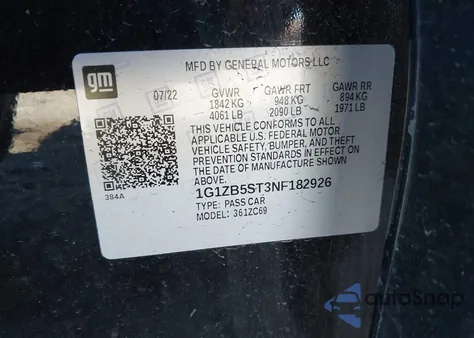 MFD BY GENERAL MOTORS LLC
gm
07/22 GVWR GAWR FRT GAWR RR
1842 KG 948 KG 894 KG
4061 LB 2090 LB 1971 LB
THIS VEHICLE CONFORMS TO ALL
APPLICABLE U.S. FEDERAL MOTOR
VEHICLE SAFETY, BUMPER, AND THEFT
PREVENTION STANDARDS IN EFFECT ON
THE DATE OF MANUFACTURE SHOWN
ABOVE.
384A
1G1ZB5ST3NF182926
TYPE: PASS CAR
MODEL: 361ZC69
autoSnap